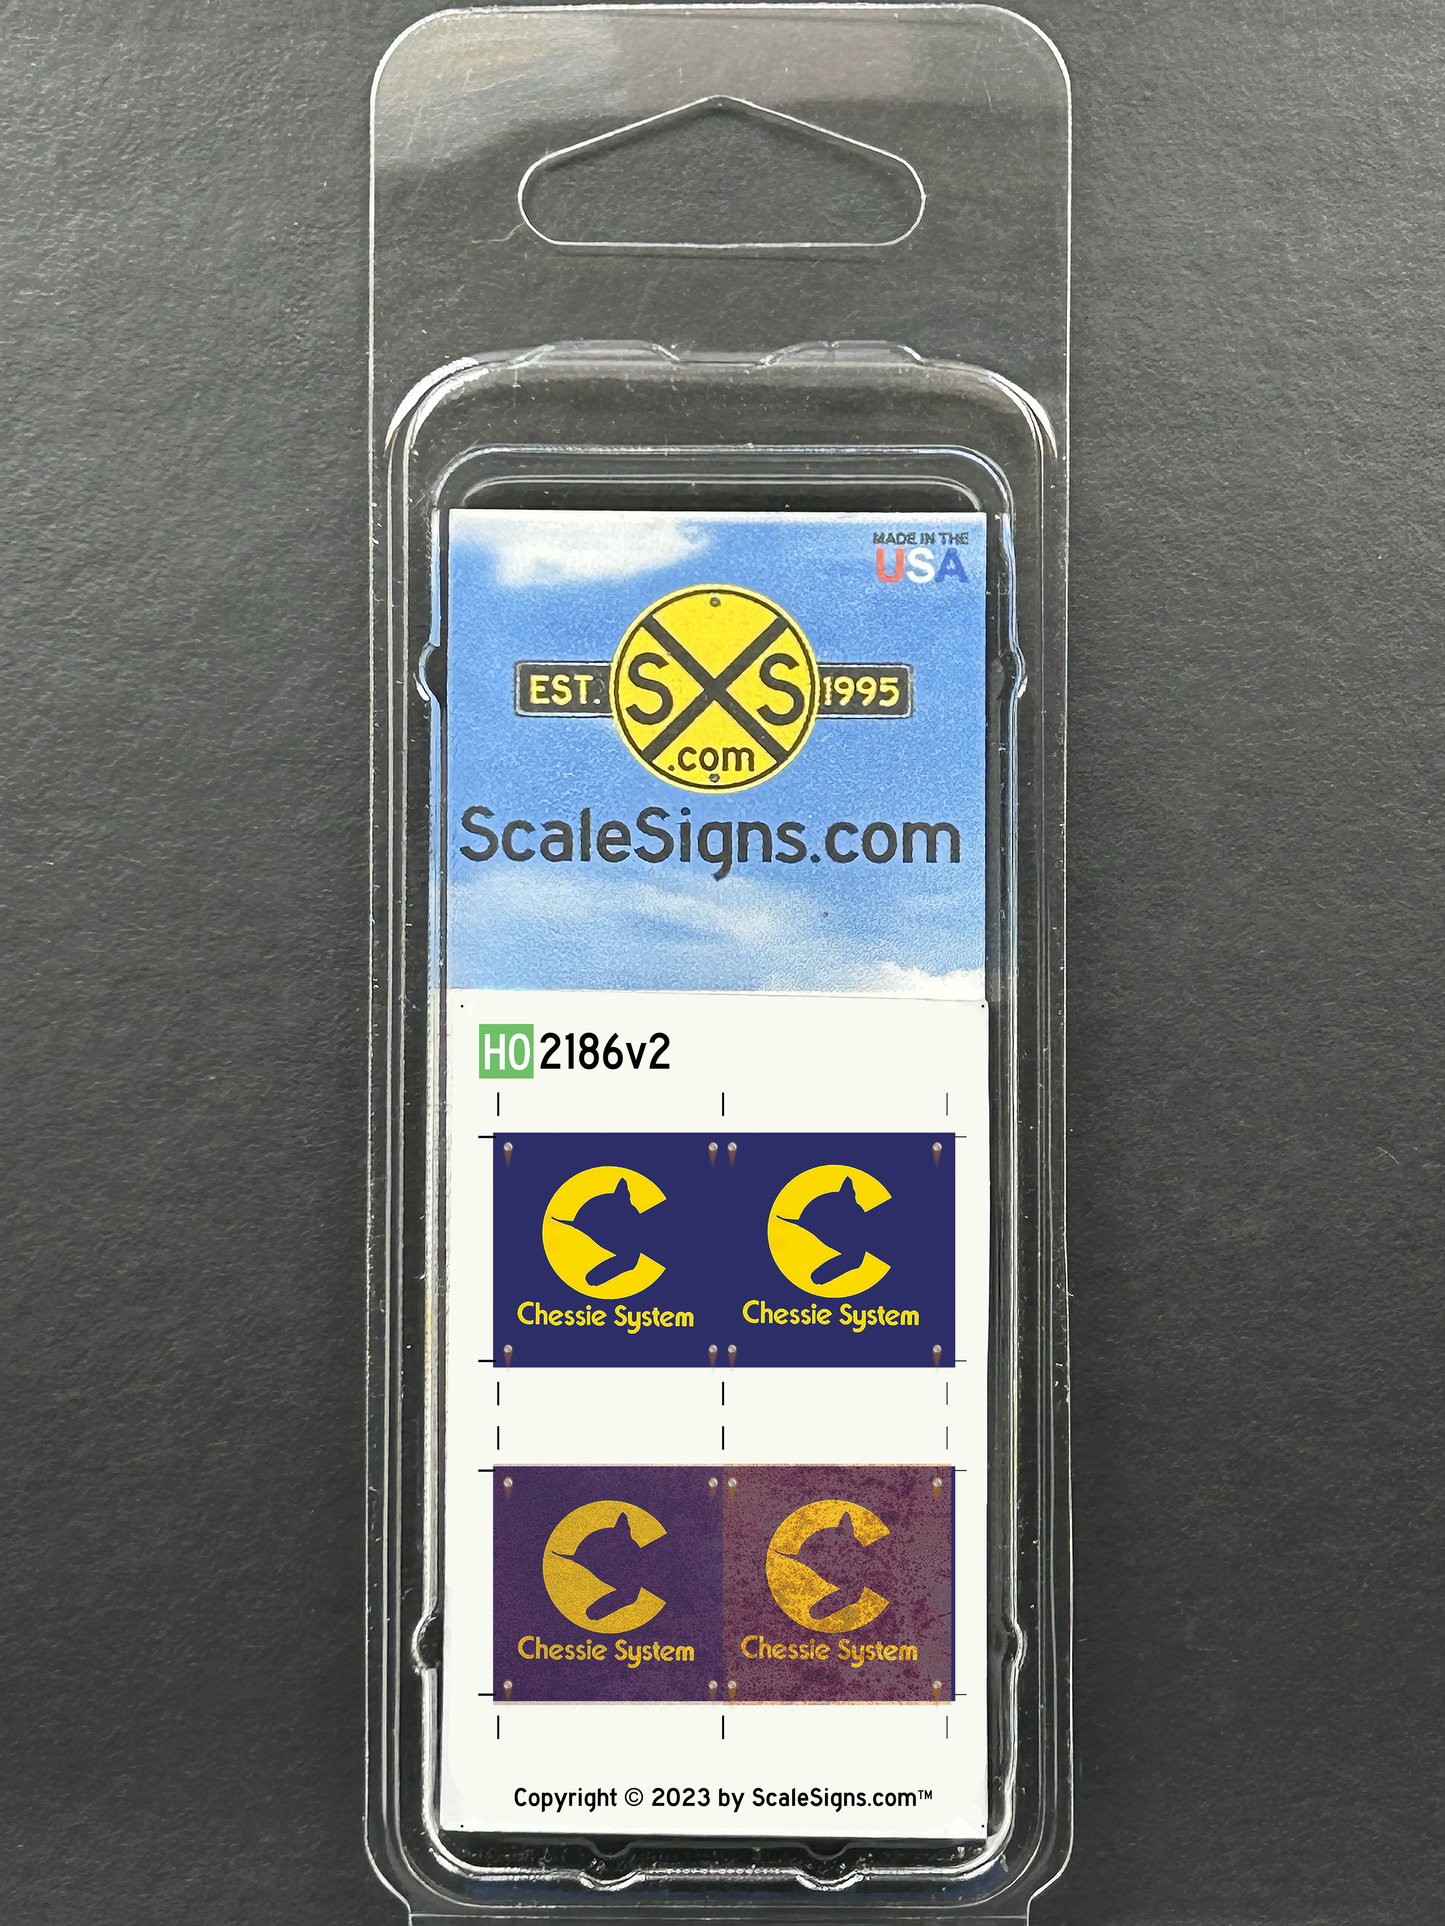 MADE IN THE
USA
EST. SXS 1995
.com
ScaleSigns.com
HO 2186v2
Chessie System
Chessie System
Chessie System
Chessie System
Copyright © 2023 by ScaleSigns.com™